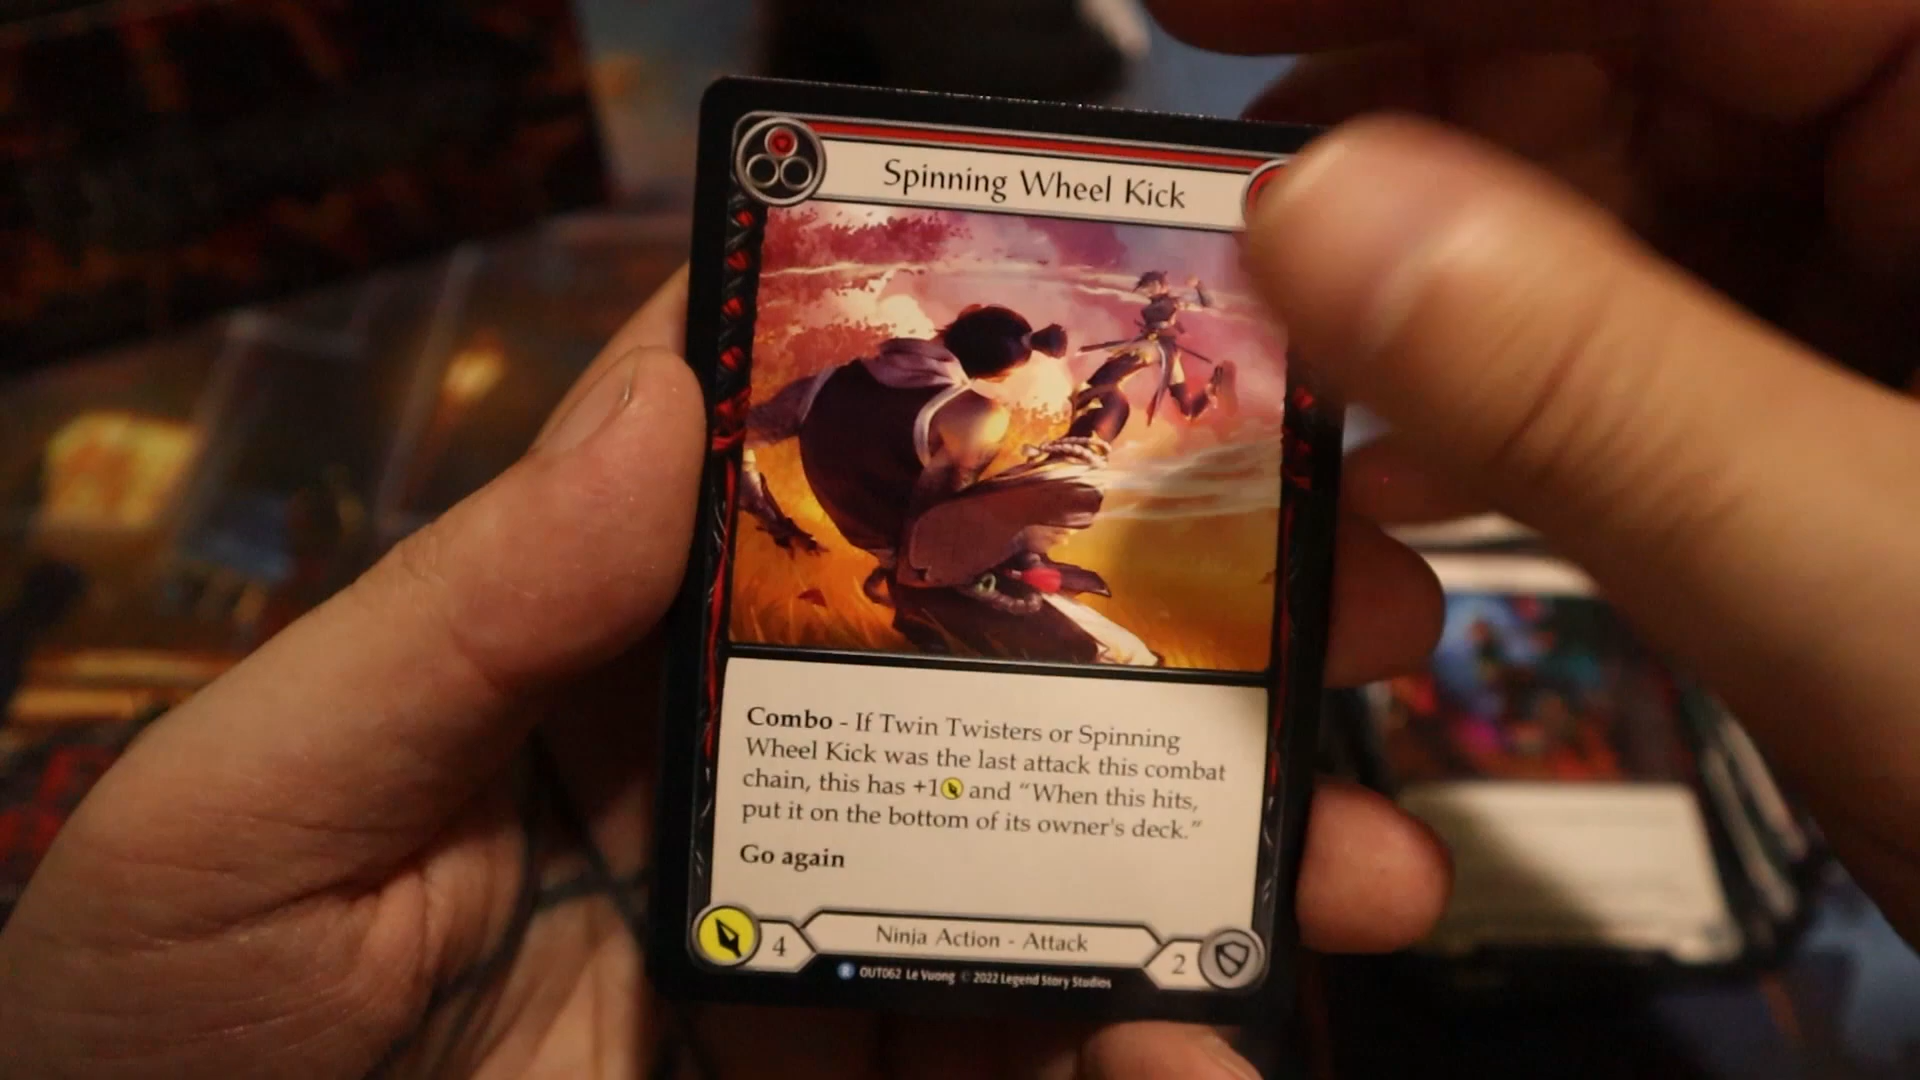 Spinning Wheel Kick
Combo - If Twin Twisters or Spinning
Wheel Kick was the last attack this combat
chain, this has +1 and “When this hits,
put it on the bottom of its owner's deck.”
Go again
4
Ninja Action - Attack
2
R OUT062 Le Vuong © 2022 Legend Story Studios